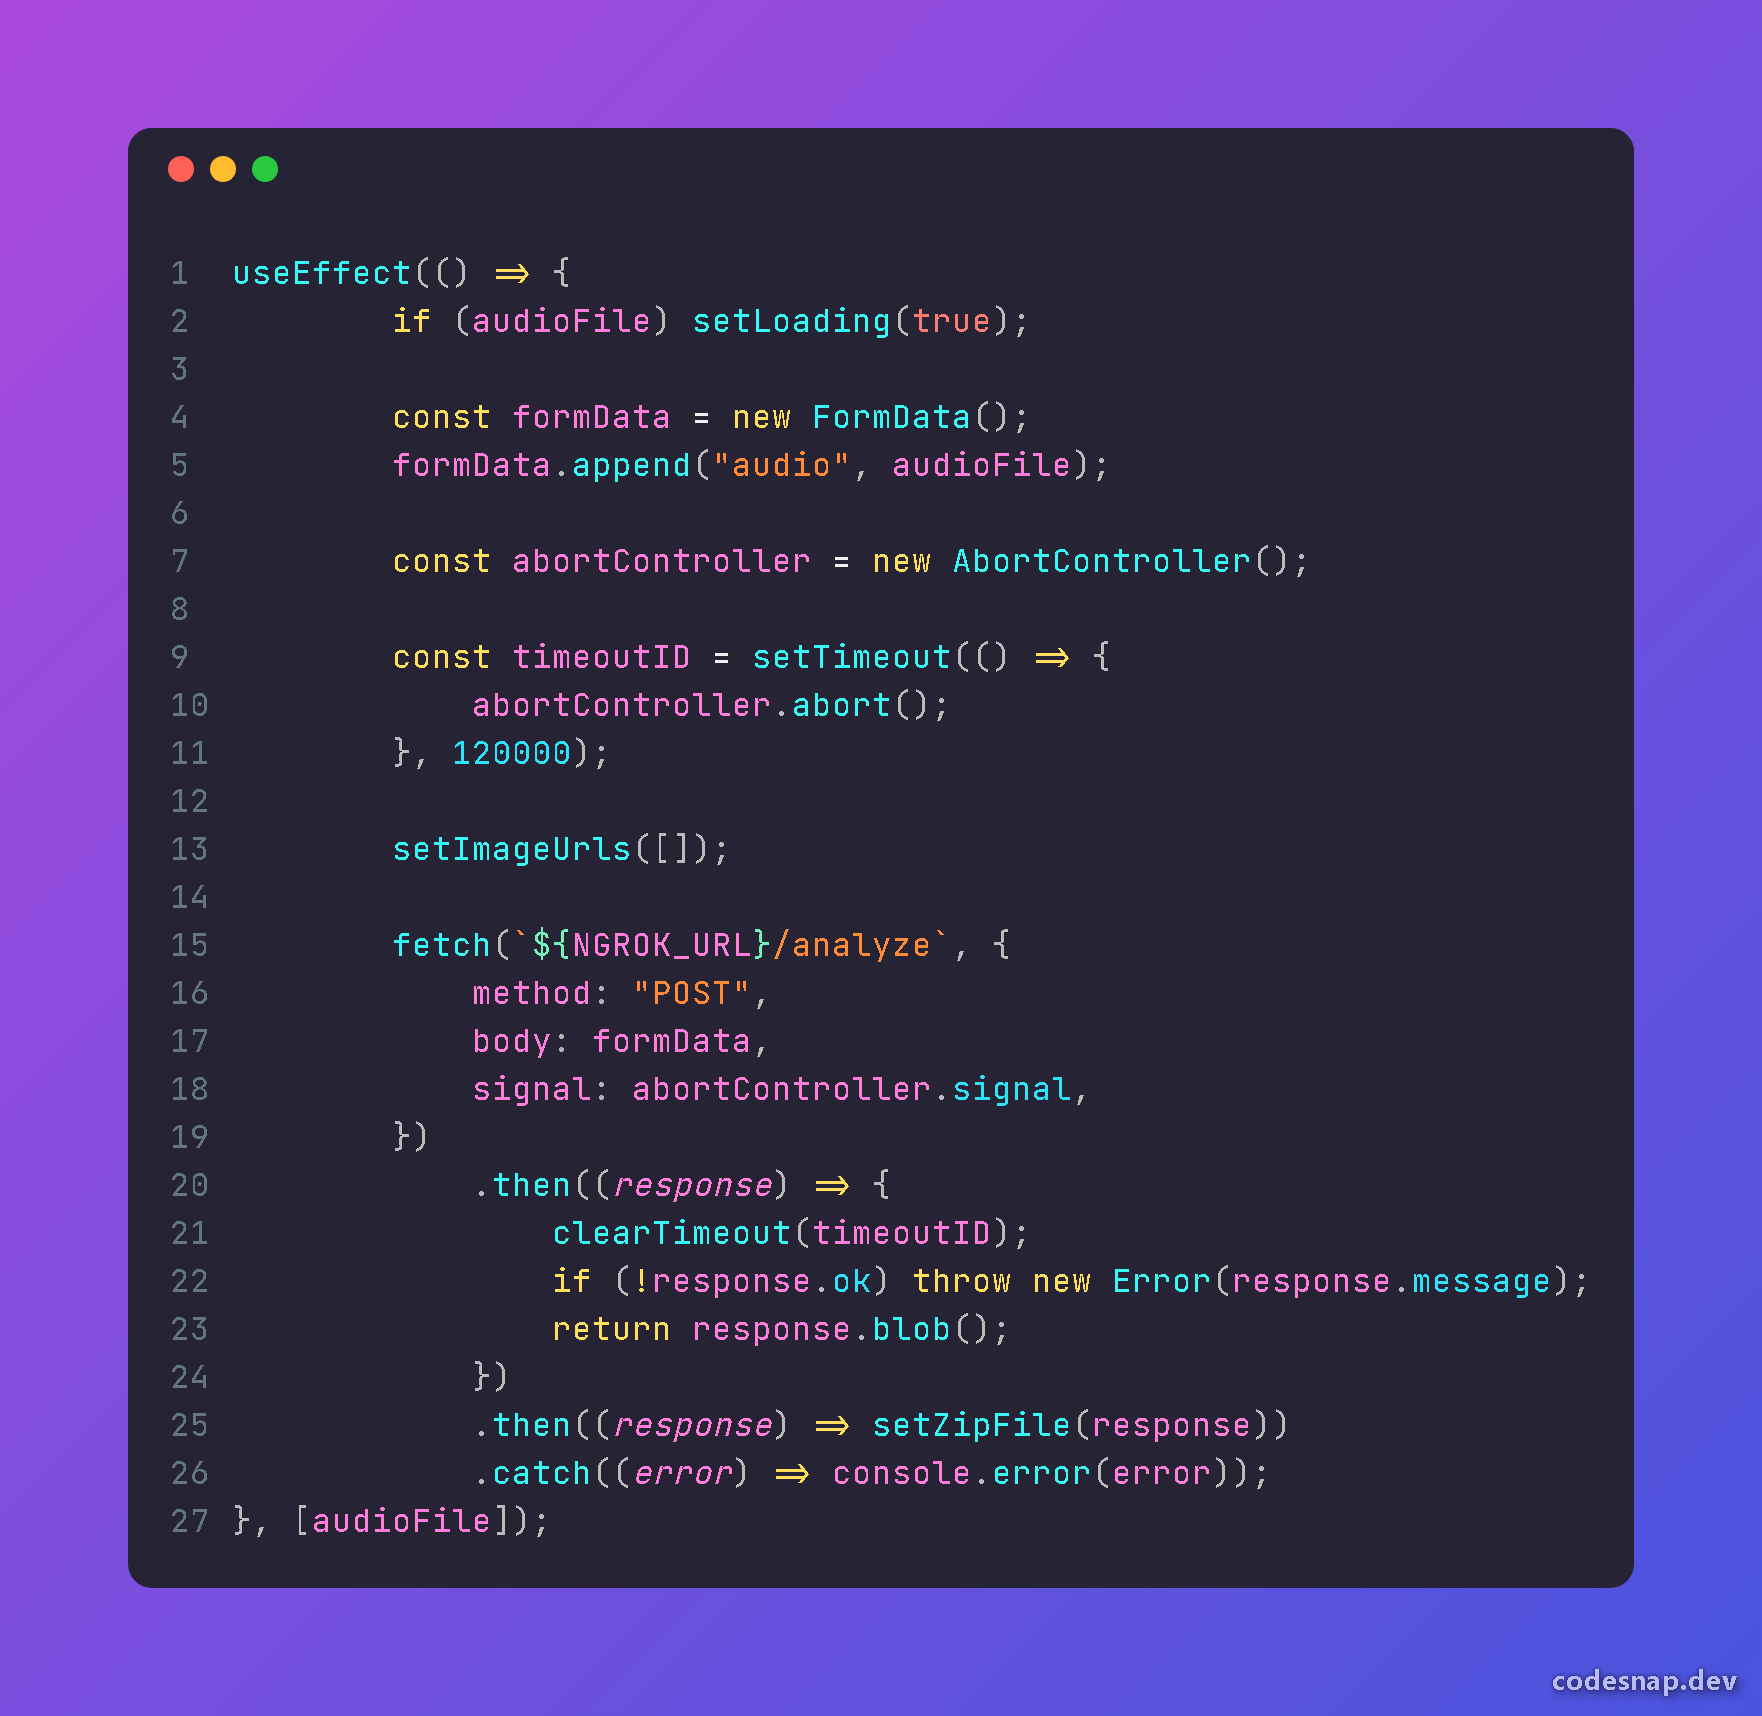 1 useEffect(() => {
2 if (audioFile) setLoading(true);
3
4 const formData = new FormData();
5 formData.append("audio", audioFile);
6
7 const abortController = new AbortController();
8
9 const timeoutID = setTimeout(() => {
10 abortController.abort();
11 }, 120000);
12
13 setImageUrls([]);
14
15 fetch(`${NGROK_URL}/analyze`, {
16 method: "POST",
17 body: formData,
18 signal: abortController.signal,
19 })
20 .then((response) => {
21 clearTimeout(timeoutID);
22 if (!response.ok) throw new Error(response.message);
23 return response.blob();
24 })
25 .then((response) => setZipFile(response))
26 .catch((error) => console.error(error));
27 }, [audioFile]);
codesnap.dev